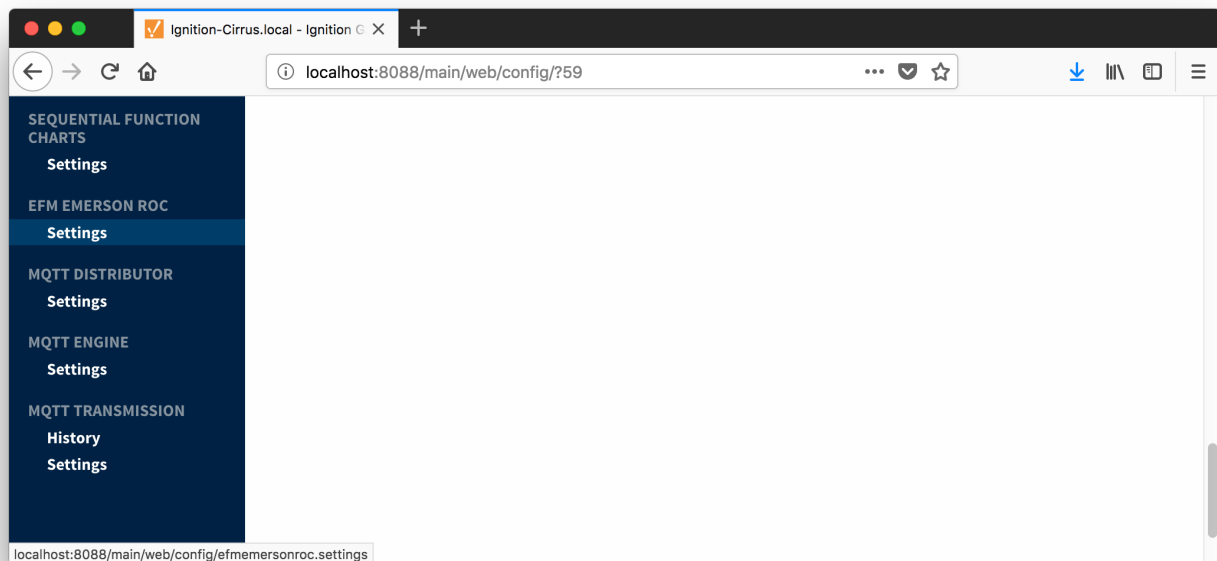 Ignition-Cirrus.local - Ignition G
localhost:8088/main/web/config/?59
SEQUENTIAL FUNCTION
CHARTS
Settings
EFM EMERSON ROC
Settings
MQTT DISTRIBUTOR
Settings
MQTT ENGINE
Settings
MQTT TRANSMISSION
History
Settings
localhost:8088/main/web/config/efmemersonroc.settings